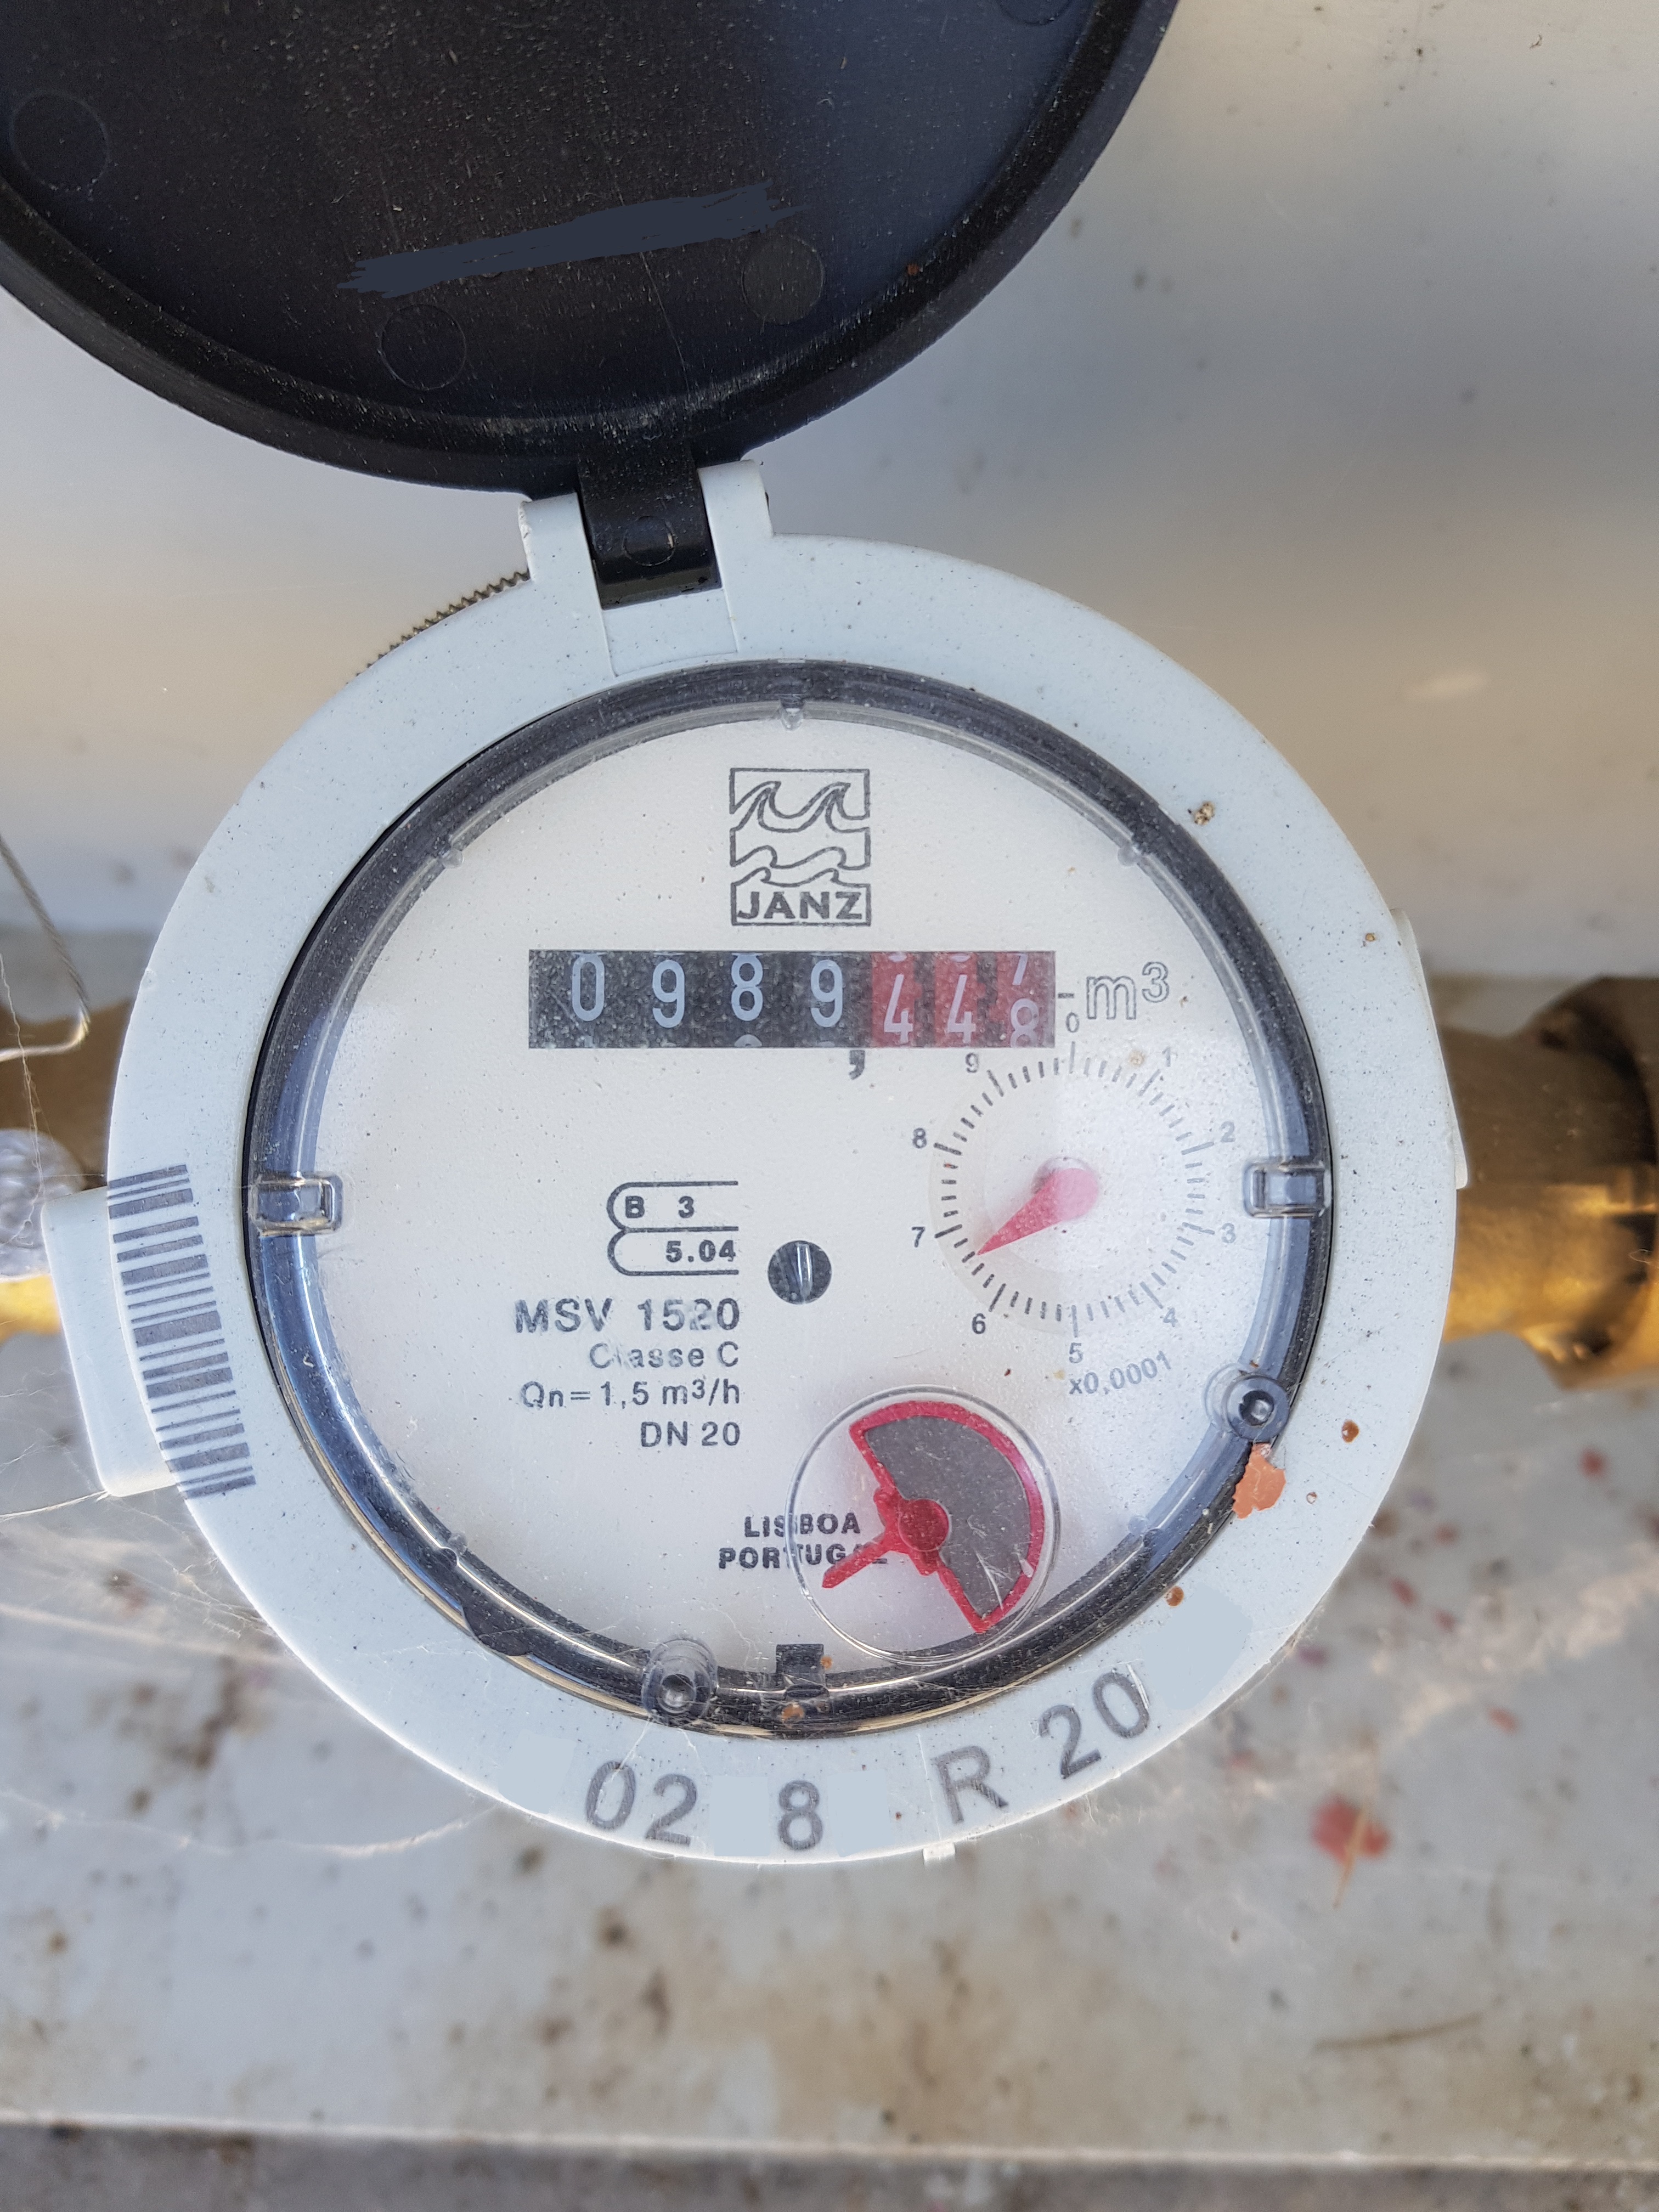 JANZ
0989447 m³
,
0
1
2
3
4
5
6
7
8
9
x0,0001
B 3
5.04
MSV 1520
Classe C
Qn=1,5 m³/h
DN 20
LISBOA
PORTUGAL
02 8 R 20